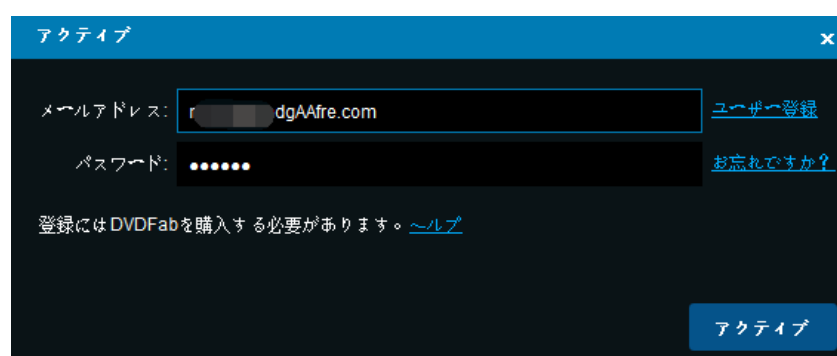 アクティブ x
メールアドレス: r dgAAfre.com ユーザー登録
パスワード: •••••• お忘れですか？
登録にはDVDFabを購入する必要があります。ヘルプ
アクティブ